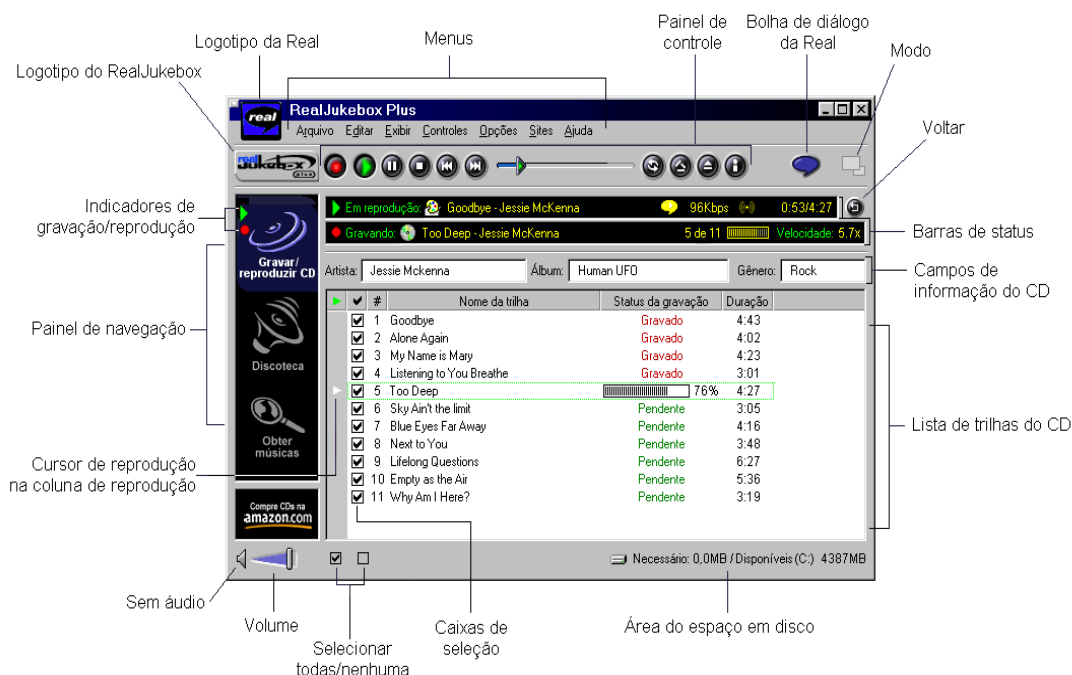 Logotipo da Real
Menus
Painel de
controle
Bolha de diálogo
da Real
Modo
Logotipo do RealJukebox
Voltar
real
RealJukebox Plus
Arquivo Editar Exibir Controles Opções Sites Ajuda
real
jukebox
plus
Indicadores de
gravação/reprodução
Em reprodução: Goodbye - Jessie McKenna 96Kbps 0:53/4:27
Gravando: Too Deep - Jessie McKenna 5 de 11 Velocidade: 5.7x
Barras de status
Gravar/
reproduzir CD
Artista: Jessie Mckenna Álbum: Human UFO Gênero: Rock
Campos de
informação do CD
# Nome da trilha Status da gravação Duração
1 Goodbye Gravado 4:43
2 Alone Again Gravado 4:02
3 My Name is Mary Gravado 4:23
4 Listening to You Breathe Gravado 3:01
5 Too Deep 76% 4:27
6 Sky Ain't the limit Pendente 3:05
7 Blue Eyes Far Away Pendente 4:16
8 Next to You Pendente 3:48
9 Lifelong Questions Pendente 6:27
10 Empty as the Air Pendente 5:36
11 Why Am I Here? Pendente 3:19
Painel de navegação
Discoteca
Obter
músicas
Lista de trilhas do CD
Cursor de reprodução
na coluna de reprodução
Compre CDs na
amazon.com
Necessário: 0,0MB / Disponíveis (C:) 4387MB
Sem áudio
Volume
Selecionar
todas/nenhuma
Caixas de
seleção
Área do espaço em disco